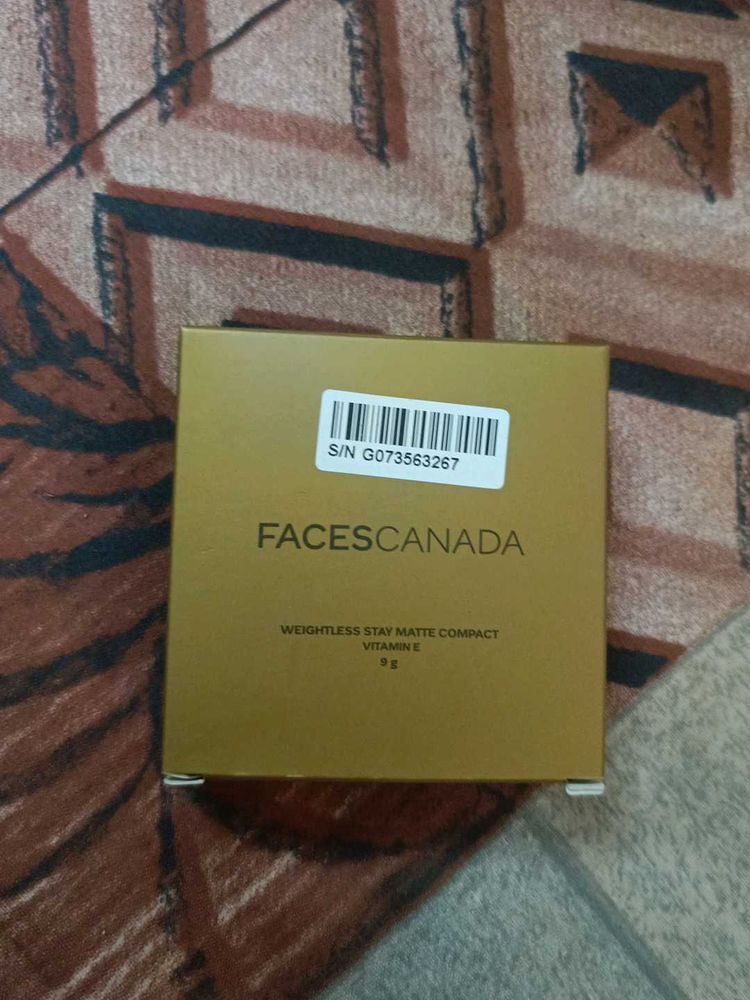 S/N G073563267
FACESCANADA
WEIGHTLESS STAY MATTE COMPACT
VITAMIN E
9 g